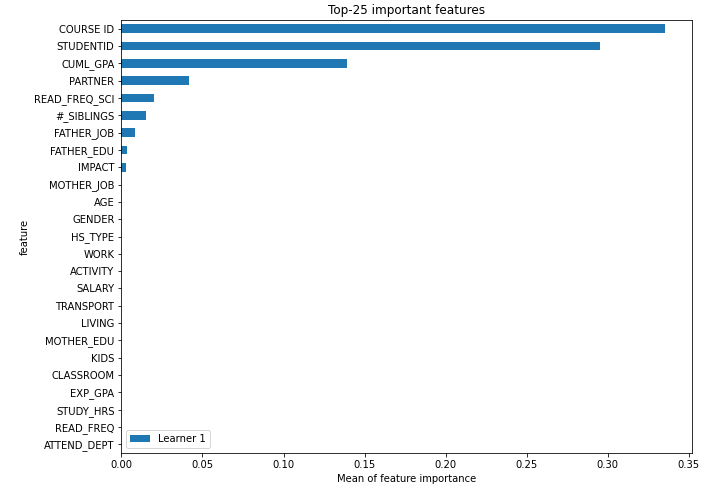 Top-25 important features
COURSE ID
STUDENTID
CUML_GPA
PARTNER
READ_FREQ_SCI
#_SIBLINGS
FATHER_JOB
FATHER_EDU
IMPACT
MOTHER_JOB
AGE
GENDER
HS_TYPE
WORK
ACTIVITY
SALARY
TRANSPORT
LIVING
MOTHER_EDU
KIDS
CLASSROOM
EXP_GPA
STUDY_HRS
READ_FREQ
ATTEND_DEPT
feature
Learner 1
0.00 0.05 0.10 0.15 0.20 0.25 0.30 0.35
Mean of feature importance